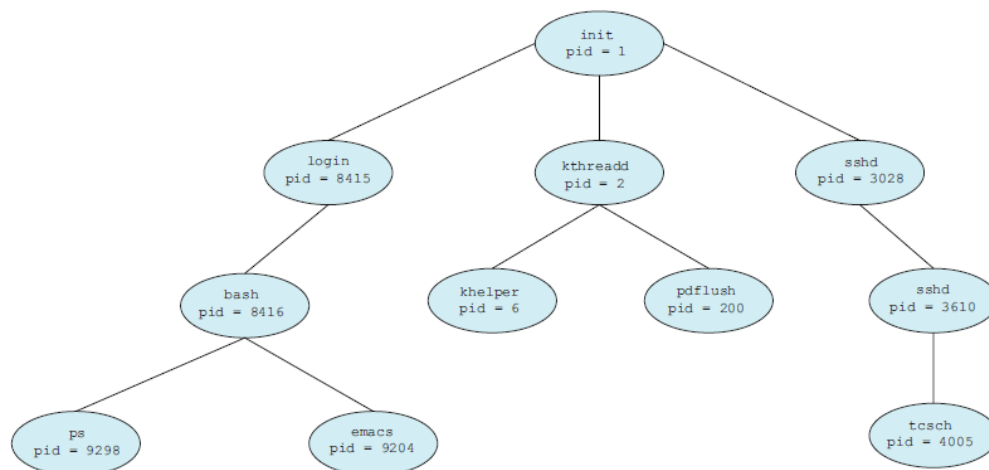 init
pid = 1
login
pid = 8415
kthreadd
pid = 2
sshd
pid = 3028
bash
pid = 8416
khelper
pid = 6
pdflush
pid = 200
sshd
pid = 3610
ps
pid = 9298
emacs
pid = 9204
tcsch
pid = 4005